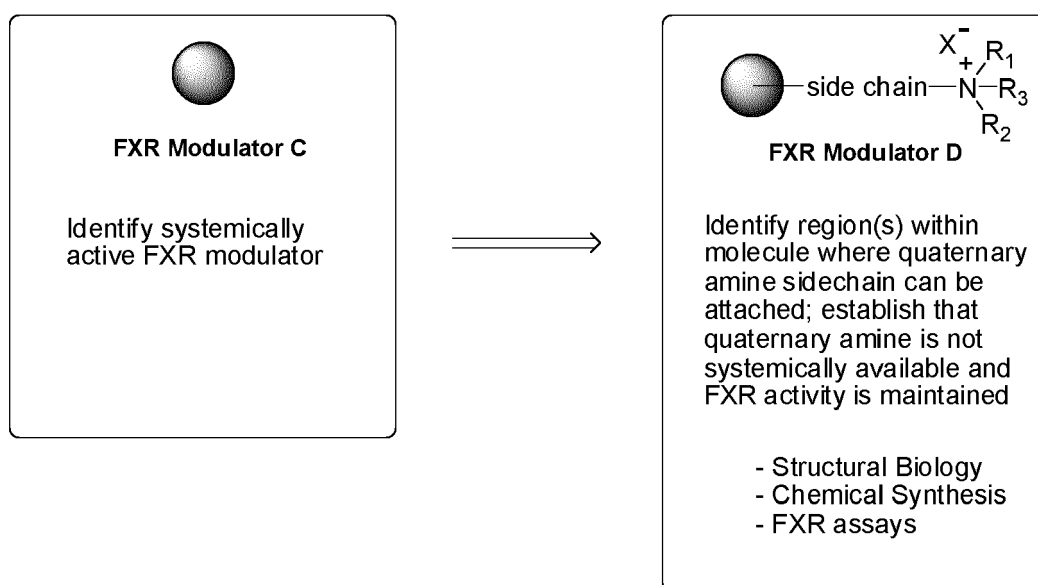 FXR Modulator C
Identify systemically
active FXR modulator
X-
+
R1
side chain
N
R3
R2
FXR Modulator D
Identify region(s) within
molecule where quaternary
amine sidechain can be
attached; establish that
quaternary amine is not
systemically available and
FXR activity is maintained
- Structural Biology
- Chemical Synthesis
- FXR assays